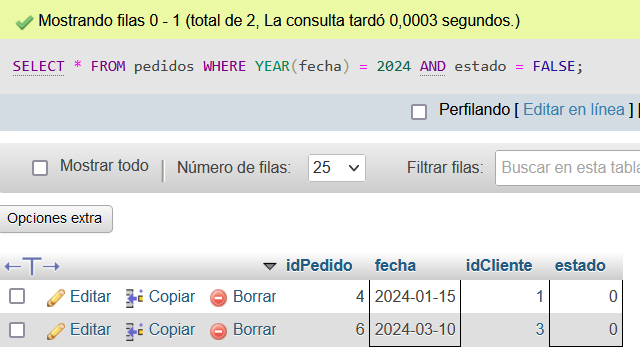 Mostrando filas 0 - 1 (total de 2, La consulta tardó 0,0003 segundos.)
SELECT * FROM pedidos WHERE YEAR(fecha) = 2024 AND estado = FALSE;
Perfilando [ Editar en línea ]
Mostrar todo Número de filas: 25 Filtrar filas: Buscar en esta tabla
Opciones extra
←T→ idPedido fecha idCliente estado
Editar Copiar Borrar 4 2024-01-15 1 0
Editar Copiar Borrar 6 2024-03-10 3 0